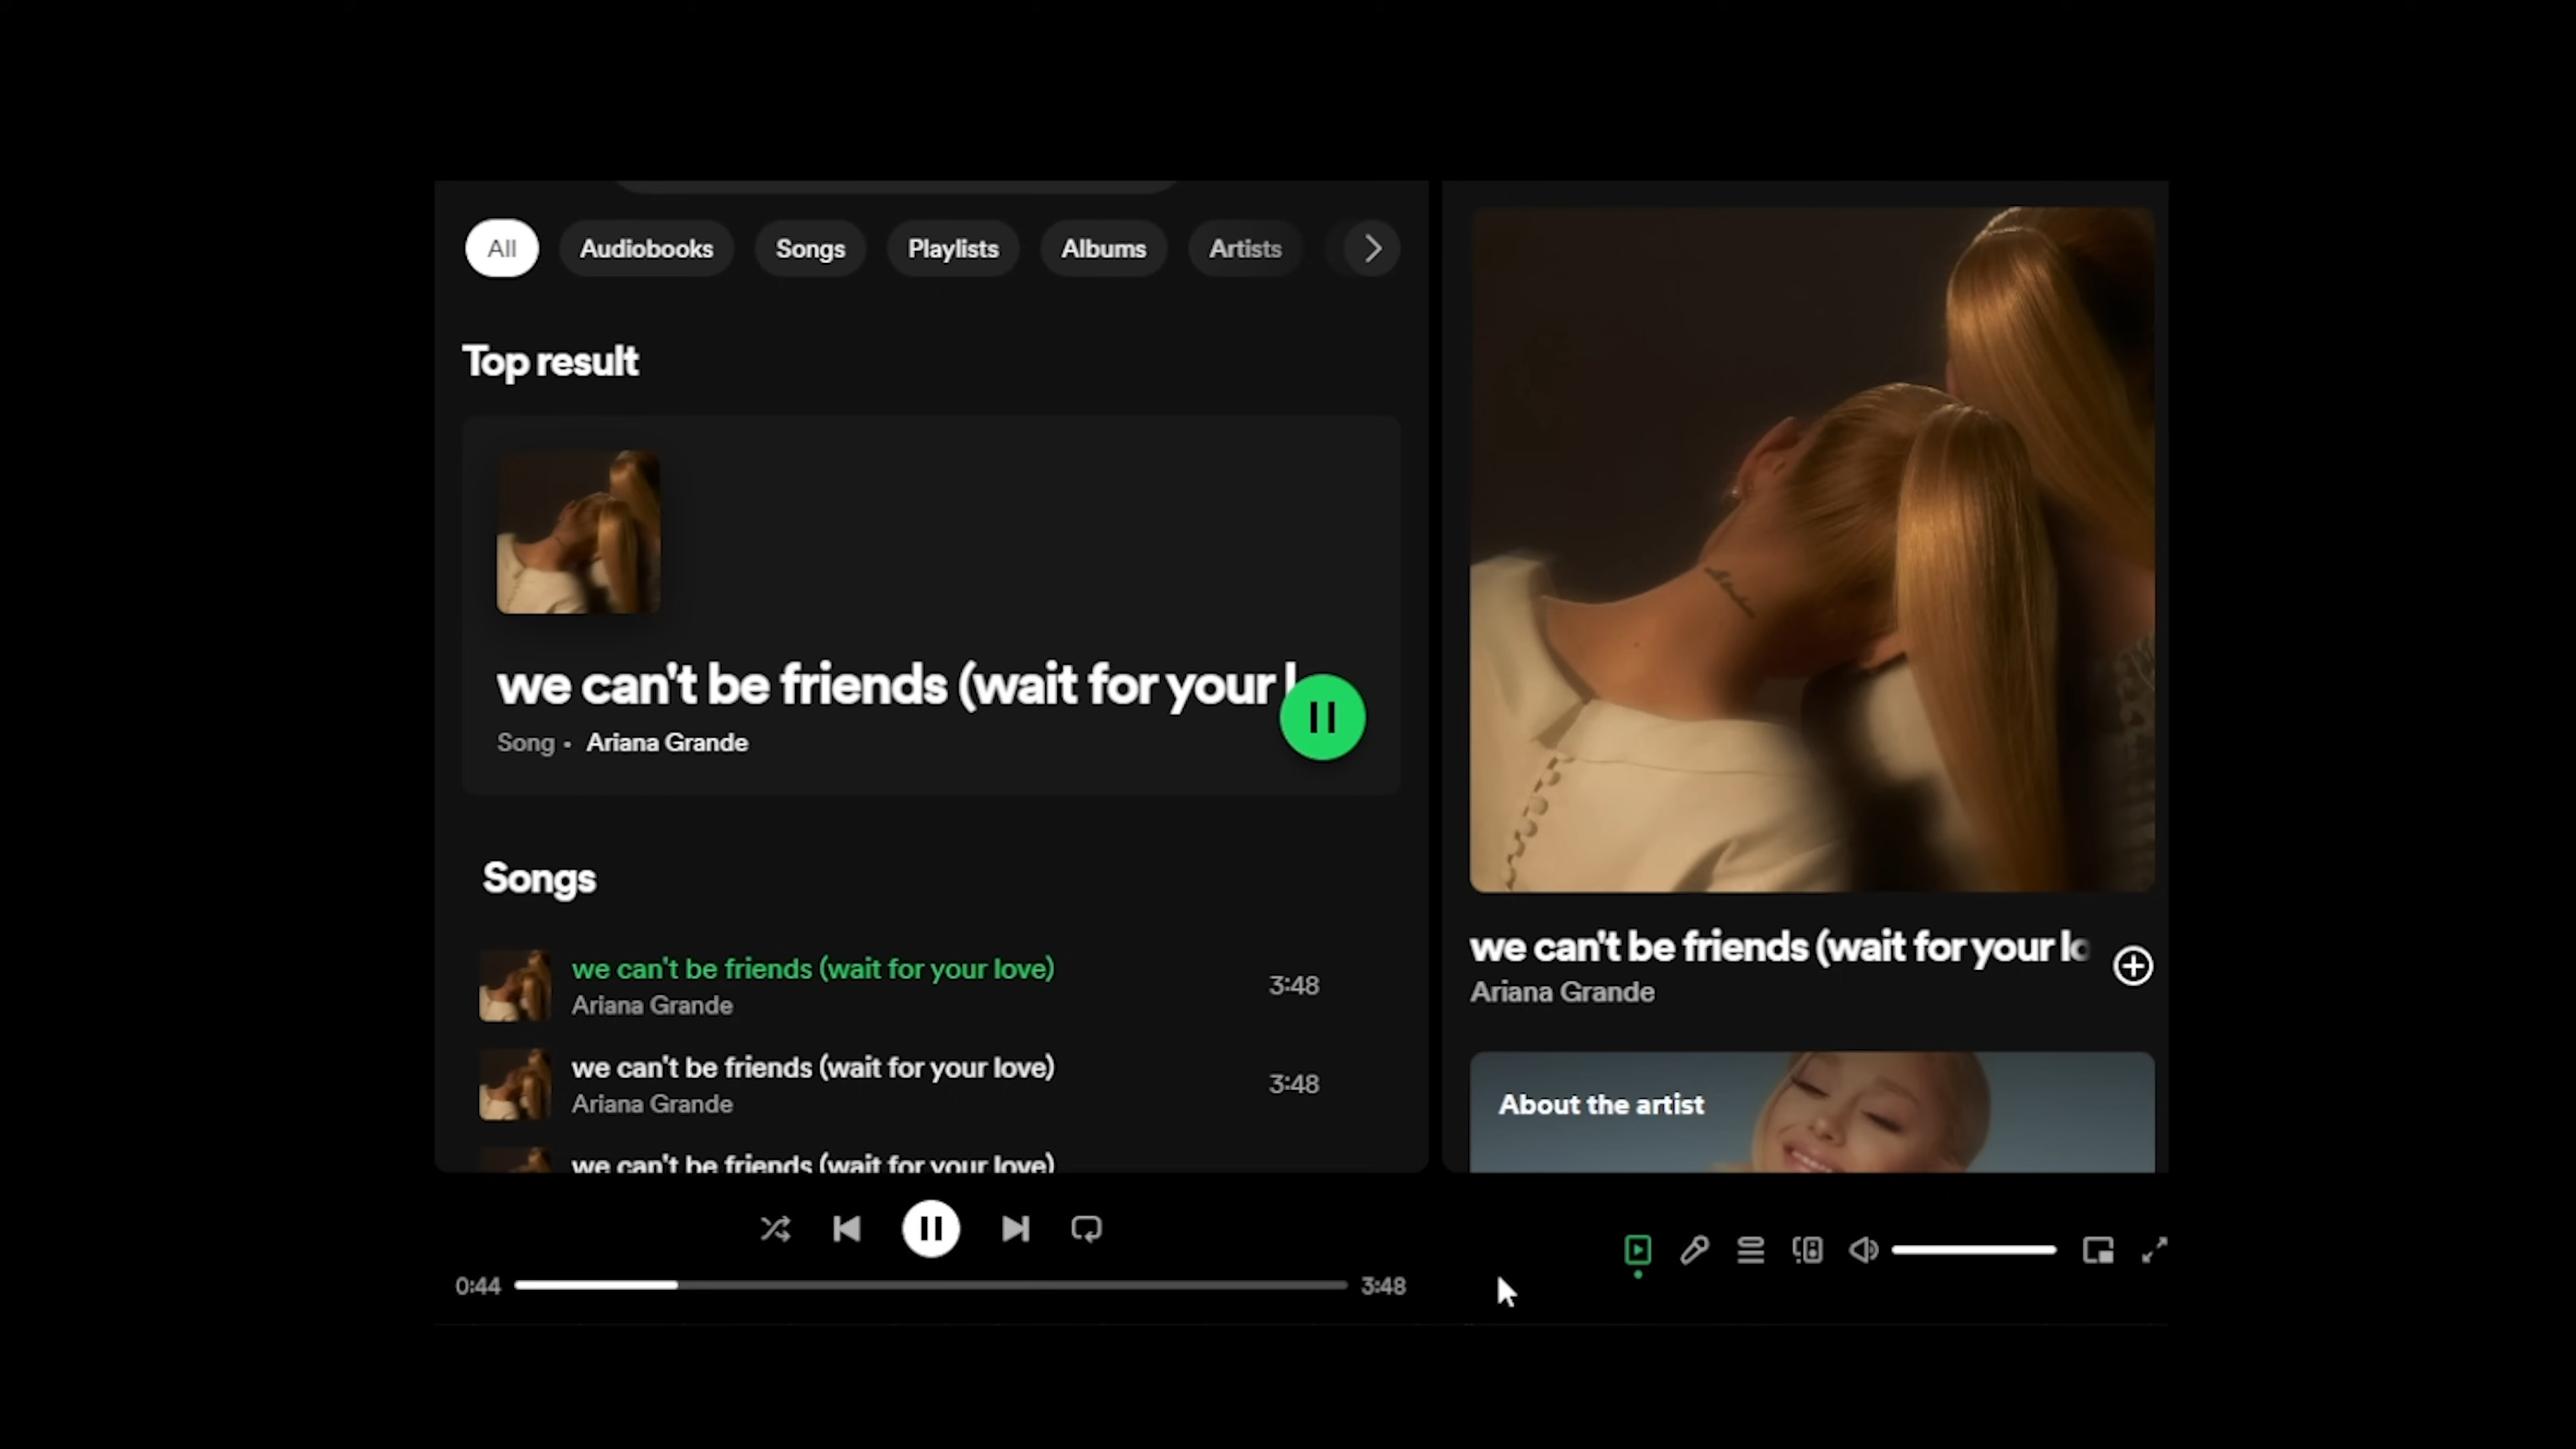 All Audiobooks Songs Playlists Albums Artists
Top result
we can't be friends (wait for your l
Song • Ariana Grande
Songs
we can't be friends (wait for your love)
Ariana Grande
3:48
we can't be friends (wait for your love)
Ariana Grande
3:48
we can't be friends (wait for your love)
we can't be friends (wait for your lo
Ariana Grande
About the artist
0:44
3:48